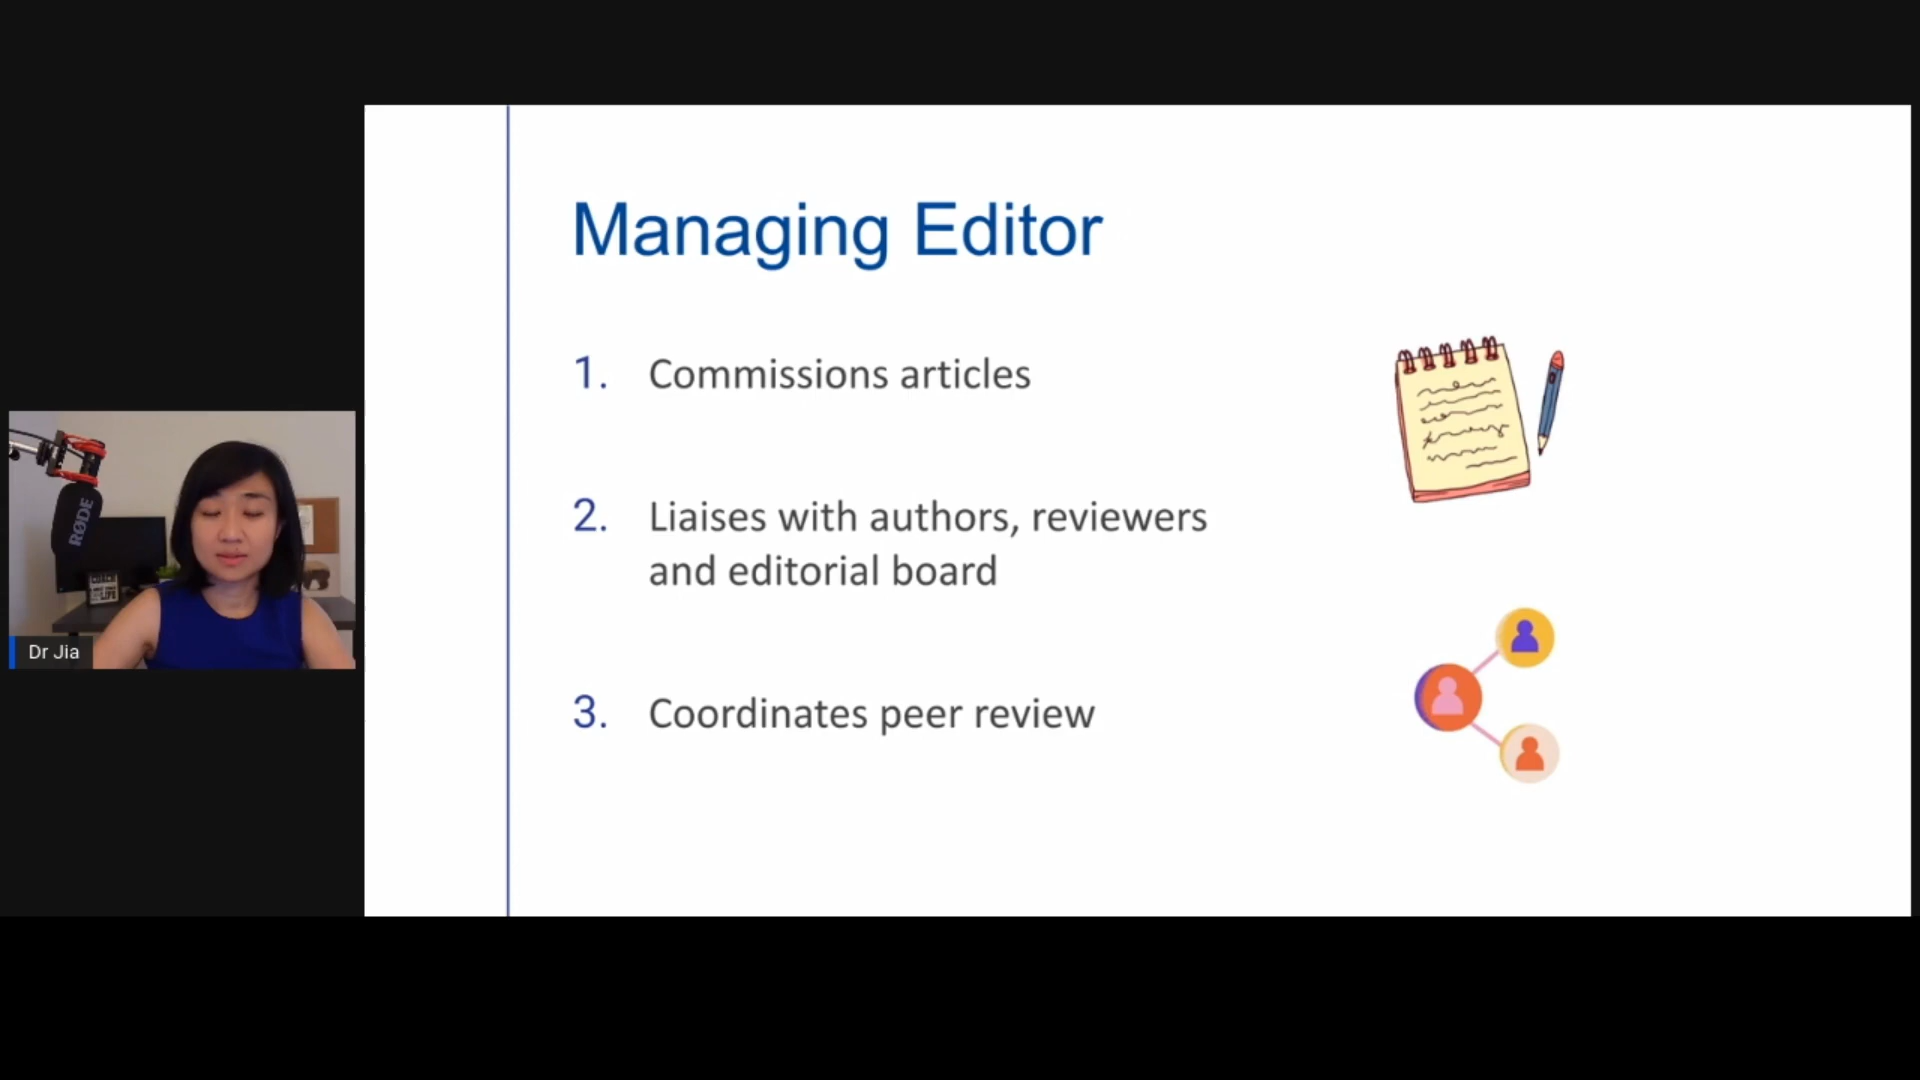 Managing Editor
1. Commissions articles
2. Liaises with authors, reviewers
and editorial board
3. Coordinates peer review
RØDE
Dr Jia